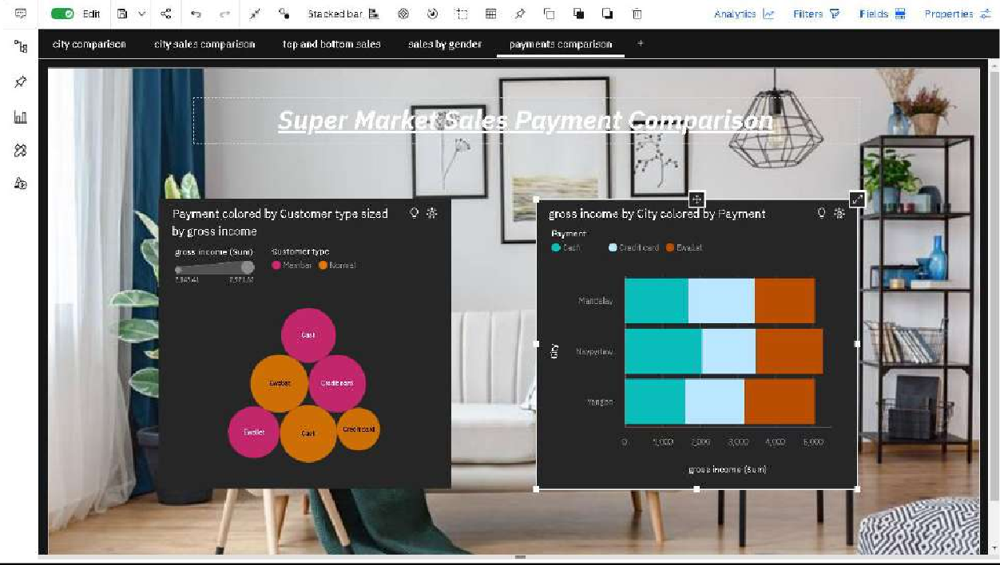 Edit
Stacked bar
Analytics
Filters
Fields
Properties
city comparison
city sales comparison
top and bottom sales
sales by gender
payments comparison
+
Super Market Sales Payment Comparison
Payment colored by Customer type sized
by gross income
gross income (Sum)
Customer type
Member
Normal
Cash
Ewallet
Credit card
Ewallet
Cash
Credit card
gross income by City colored by Payment
Payment
Cash
Credit card
Ewallet
City
Mandalay
Naypyitaw
Yangon
0
1,000
2,000
3,000
4,000
5,000
gross income (Sum)